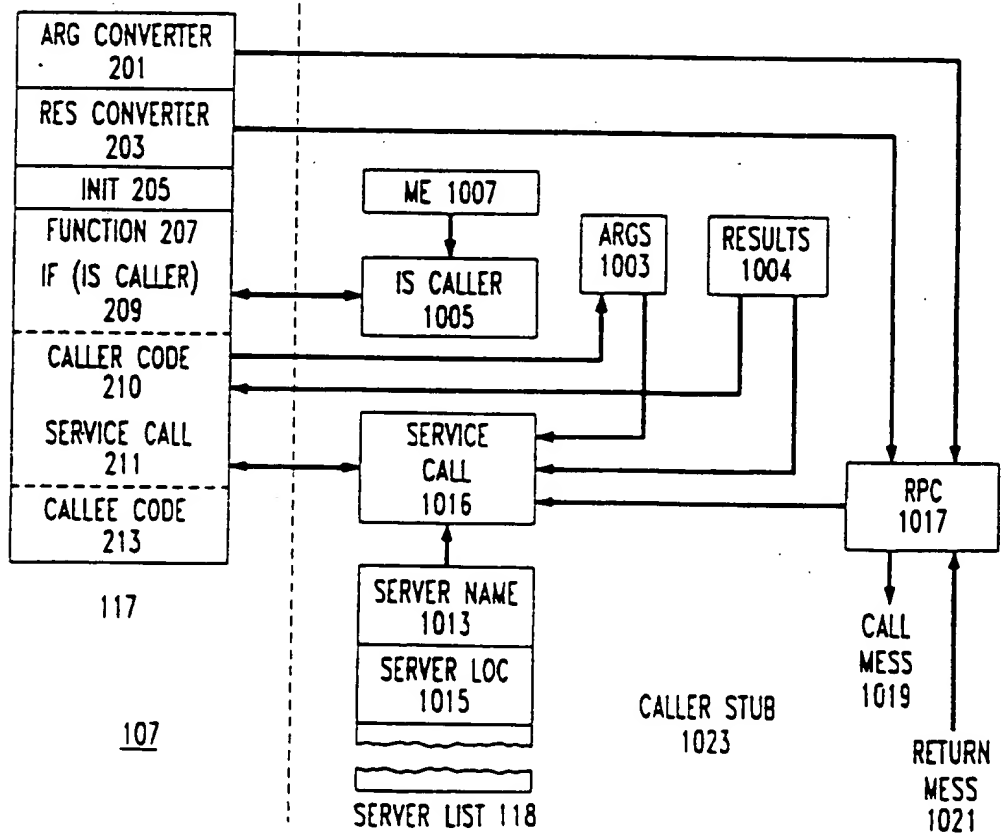 ARG CONVERTER
201
RES CONVERTER
203
INIT 205
FUNCTION 207
IF (IS CALLER)
209
CALLER CODE
210
SERVICE CALL
211
CALLEE CODE
213
117
107
ME 1007
IS CALLER
1005
ARGS
1003
RESULTS
1004
SERVICE
CALL
1016
SERVER NAME
1013
SERVER LOC
1015
SERVER LIST 118
RPC
1017
CALL
MESS
1019
CALLER STUB
1023
RETURN
MESS
1021